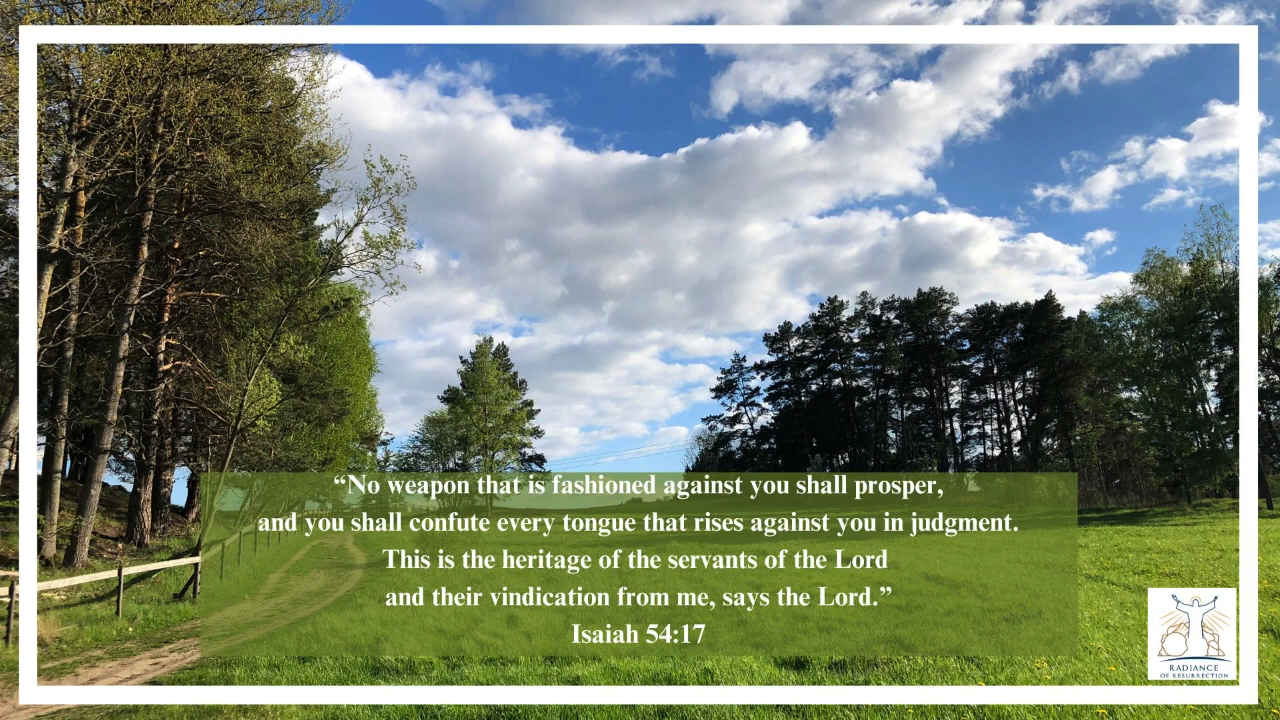 “No weapon that is fashioned against you shall prosper,
and you shall confute every tongue that rises against you in judgment.
This is the heritage of the servants of the Lord
and their vindication from me, says the Lord.”
Isaiah 54:17
RADIANCE
OF RESURRECTION